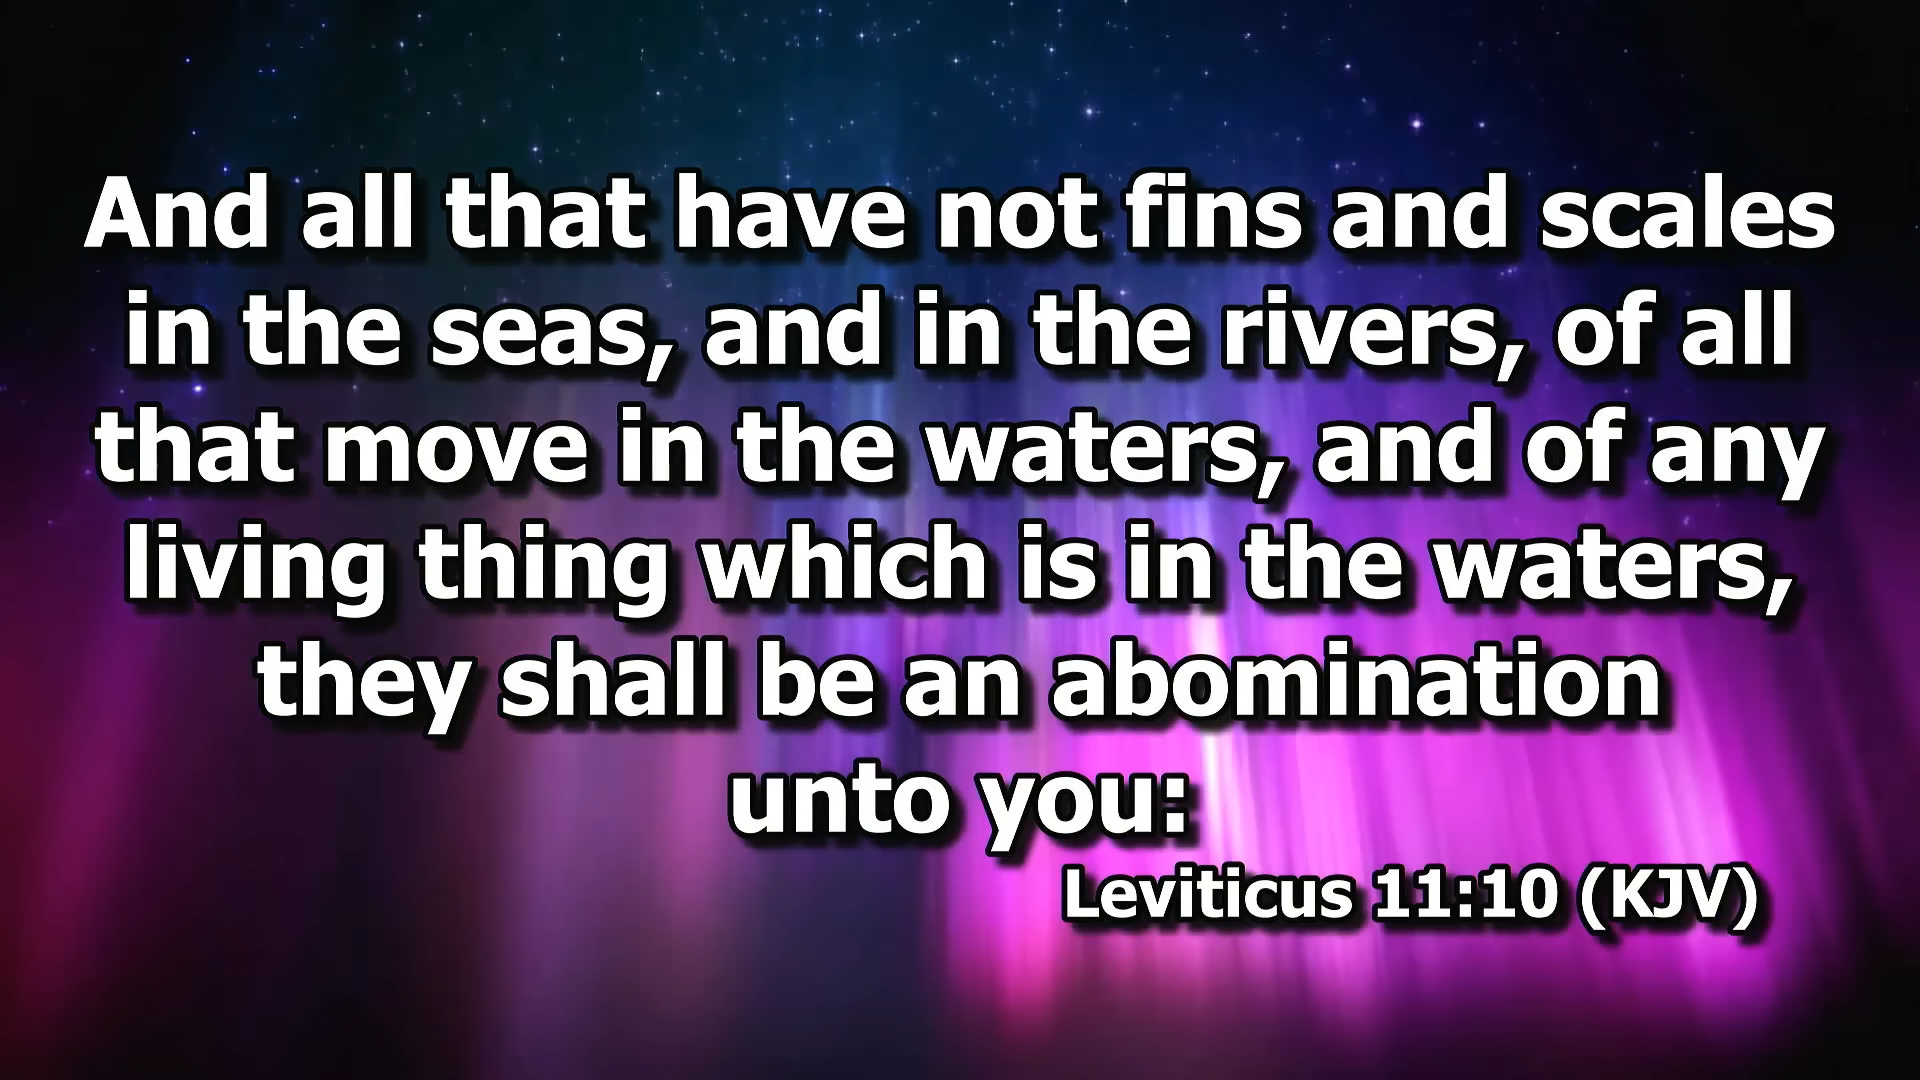 And all that have not fins and scales
in the seas, and in the rivers, of all
that move in the waters, and of any
living thing which is in the waters,
they shall be an abomination
unto you:
Leviticus 11:10 (KJV)